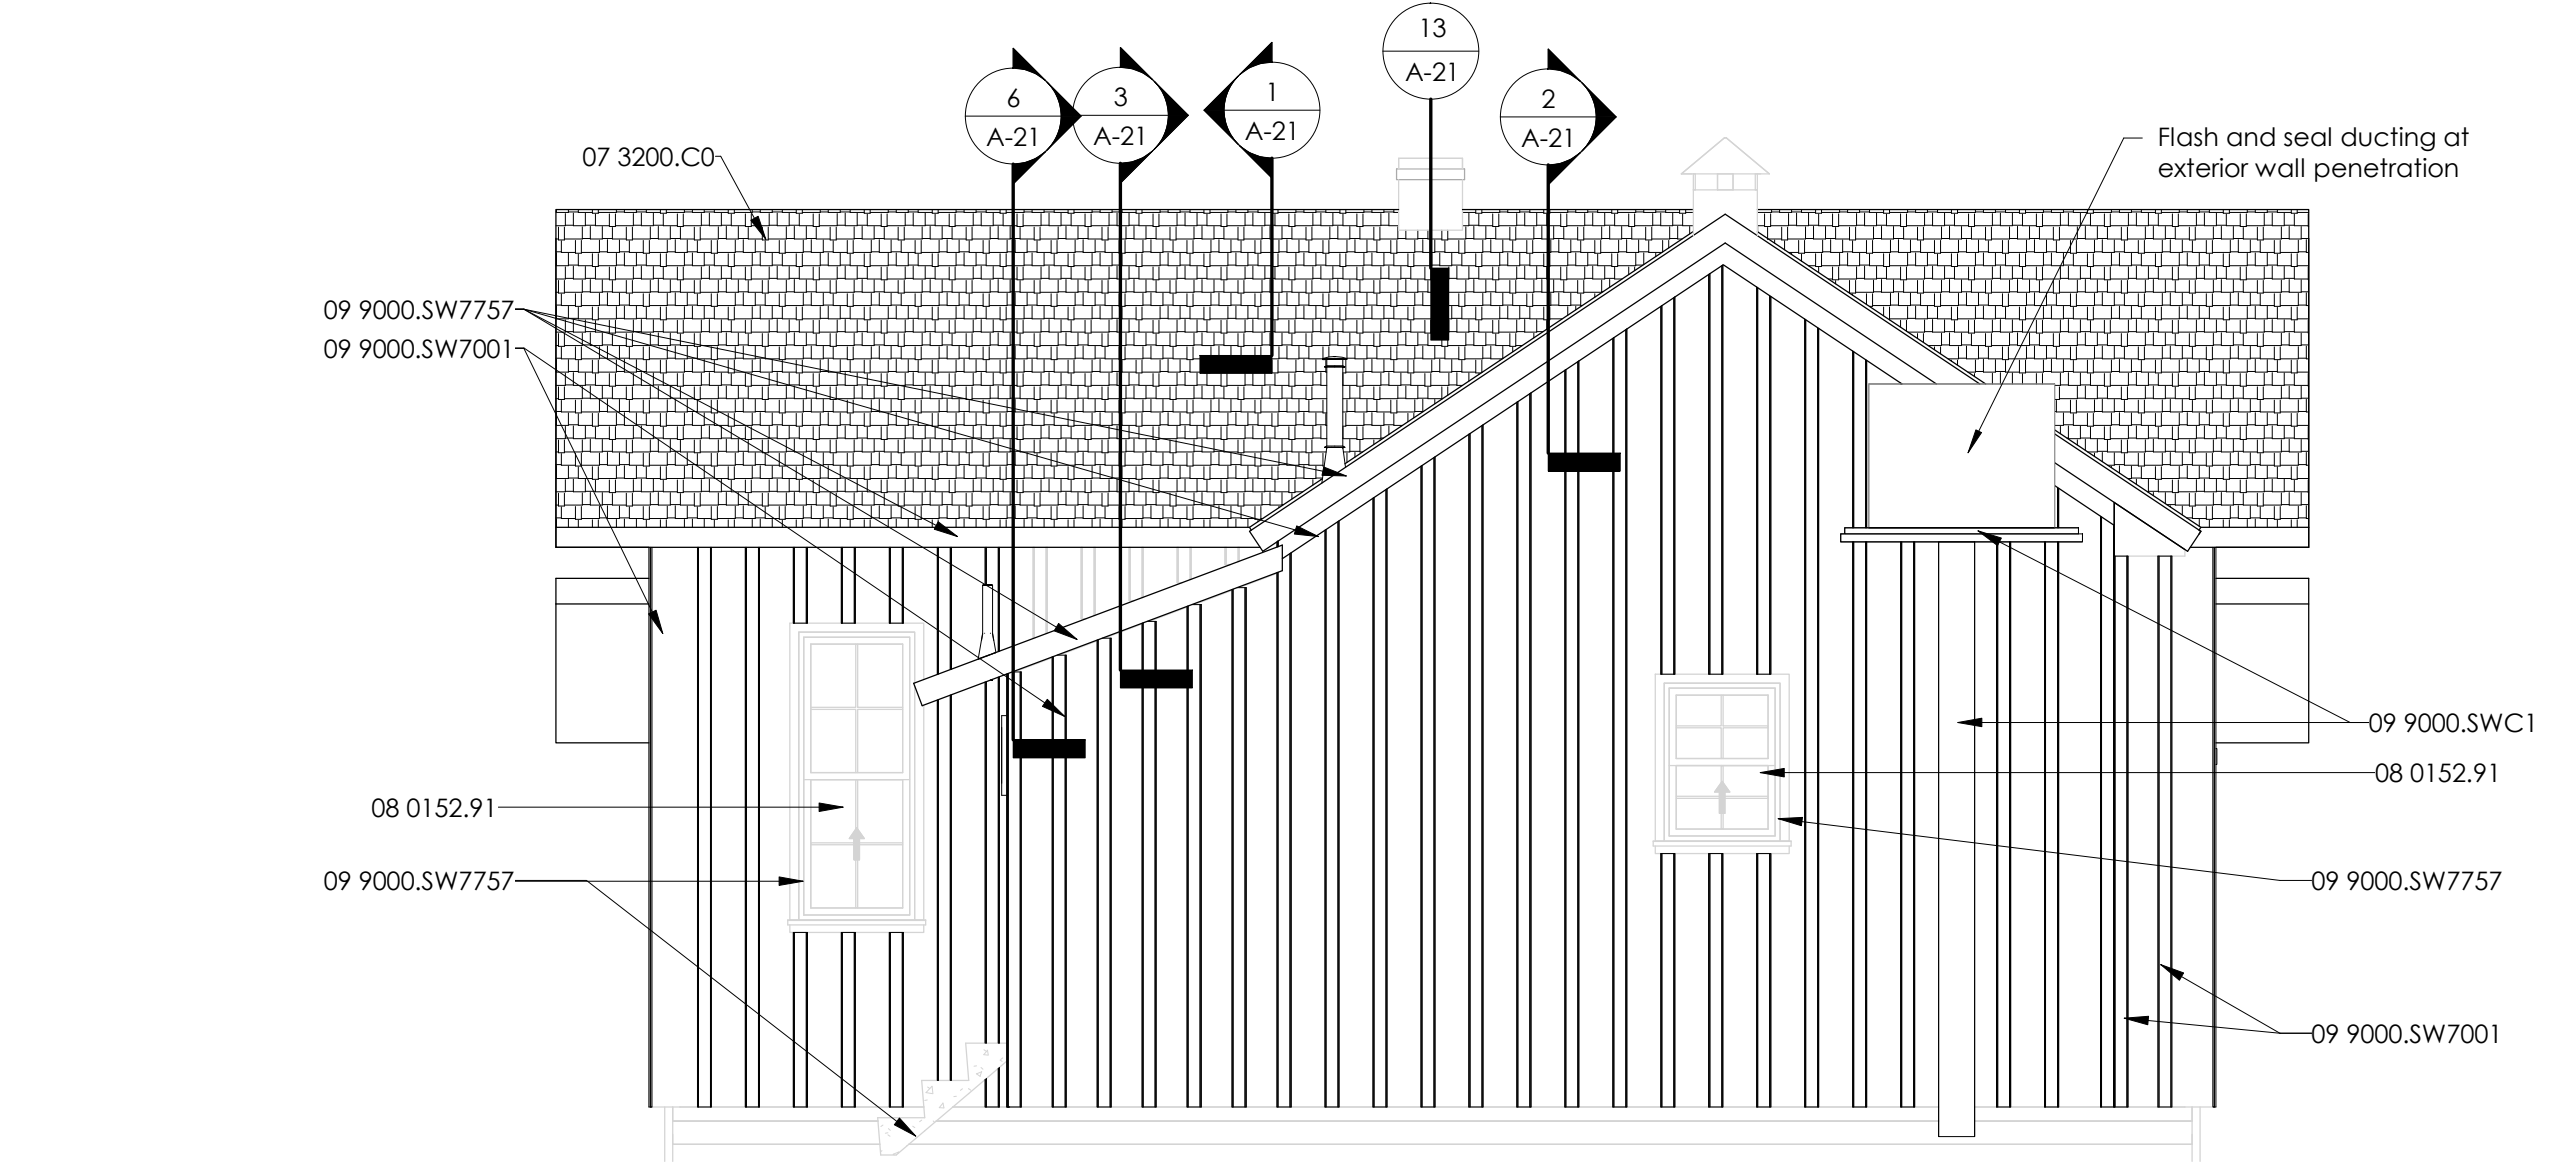 13
A-21
6
A-21
3
A-21
1
A-21
2
A-21
07 3200.C0
Flash and seal ducting at
exterior wall penetration
09 9000.SW7757
09 9000.SW7001
09 9000.SWC1
08 0152.91
08 0152.91
09 9000.SW7757
09 9000.SW7757
09 9000.SW7001